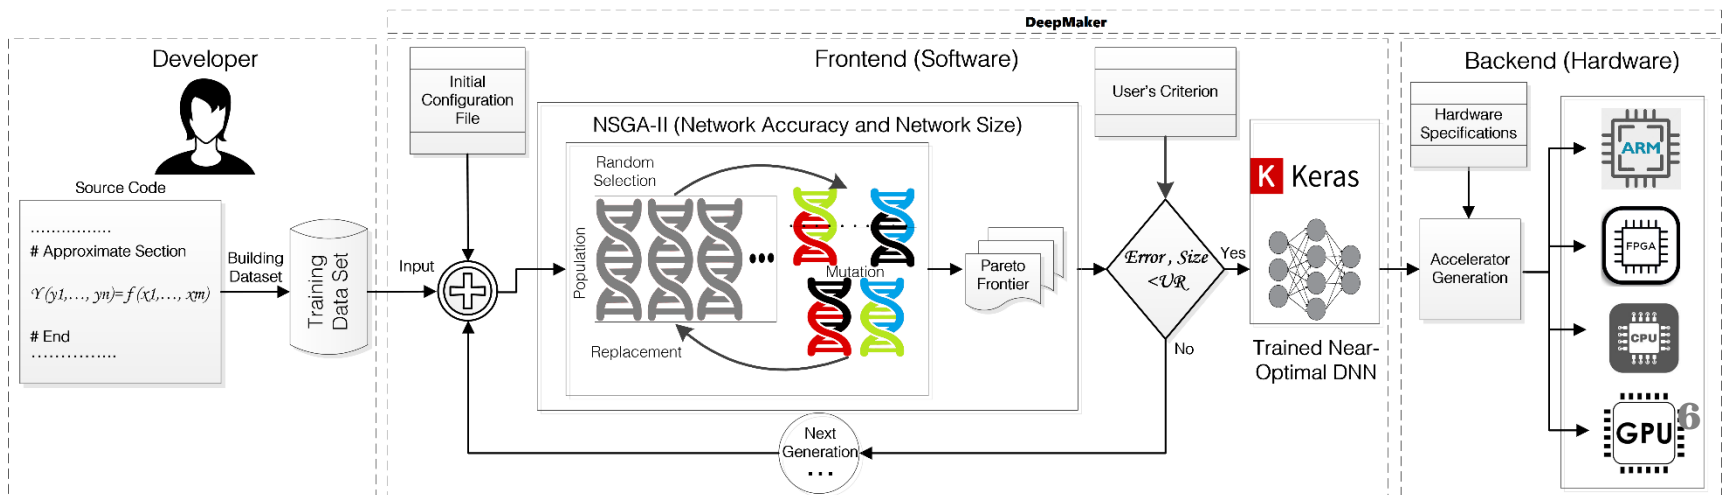 DeepMaker
Developer
Source Code
................
# Approximate Section
Y(y1,..., yn)=f(x1,..., xm)
# End
...............
Building
Dataset
Training
Data Set
Input
Frontend (Software)
Initial
Configuration
File
NSGA-II (Network Accuracy and Network Size)
Random
Selection
Population
...
Mutation
Replacement
Pareto
Frontier
User's Criterion
Error , Size
<UR
Yes
No
Next
Generation
...
K Keras
Trained Near-
Optimal DNN
Backend (Hardware)
Hardware
Specifications
Accelerator
Generation
ARM
FPGA
CPU
GPU
6